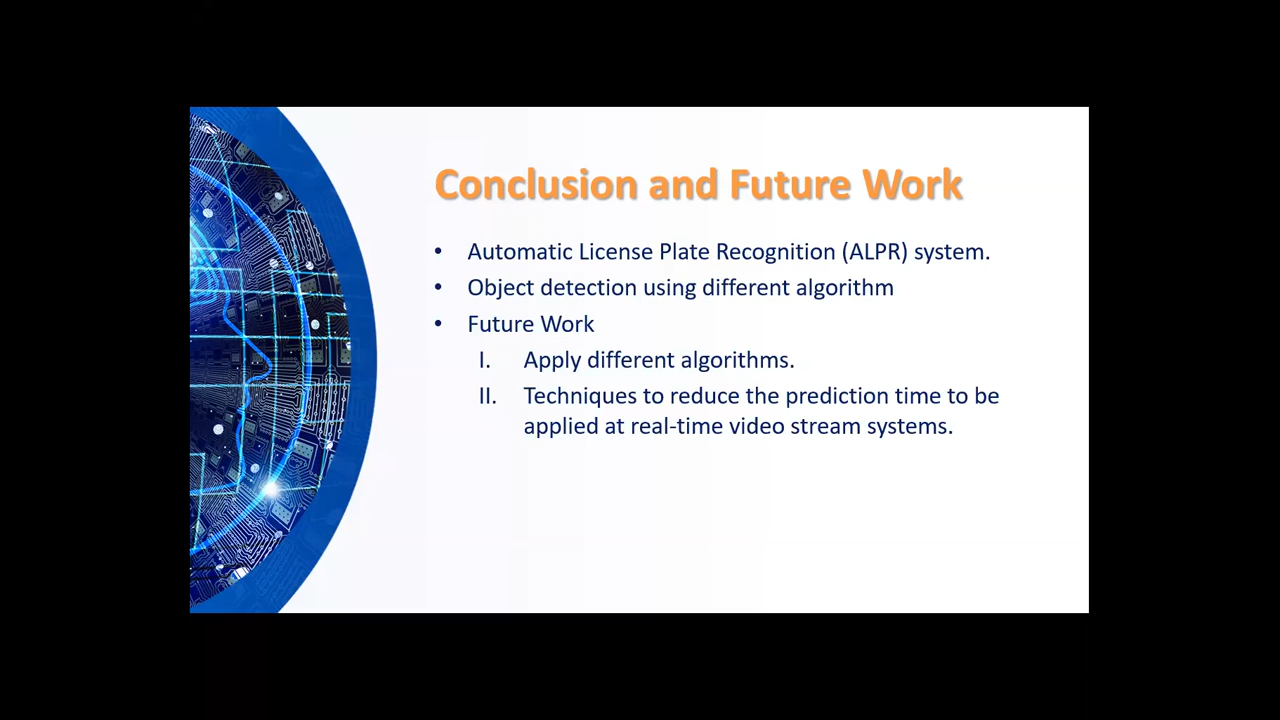 Conclusion and Future Work
• Automatic License Plate Recognition (ALPR) system.
• Object detection using different algorithm
• Future Work
I. Apply different algorithms.
II. Techniques to reduce the prediction time to be
applied at real-time video stream systems.